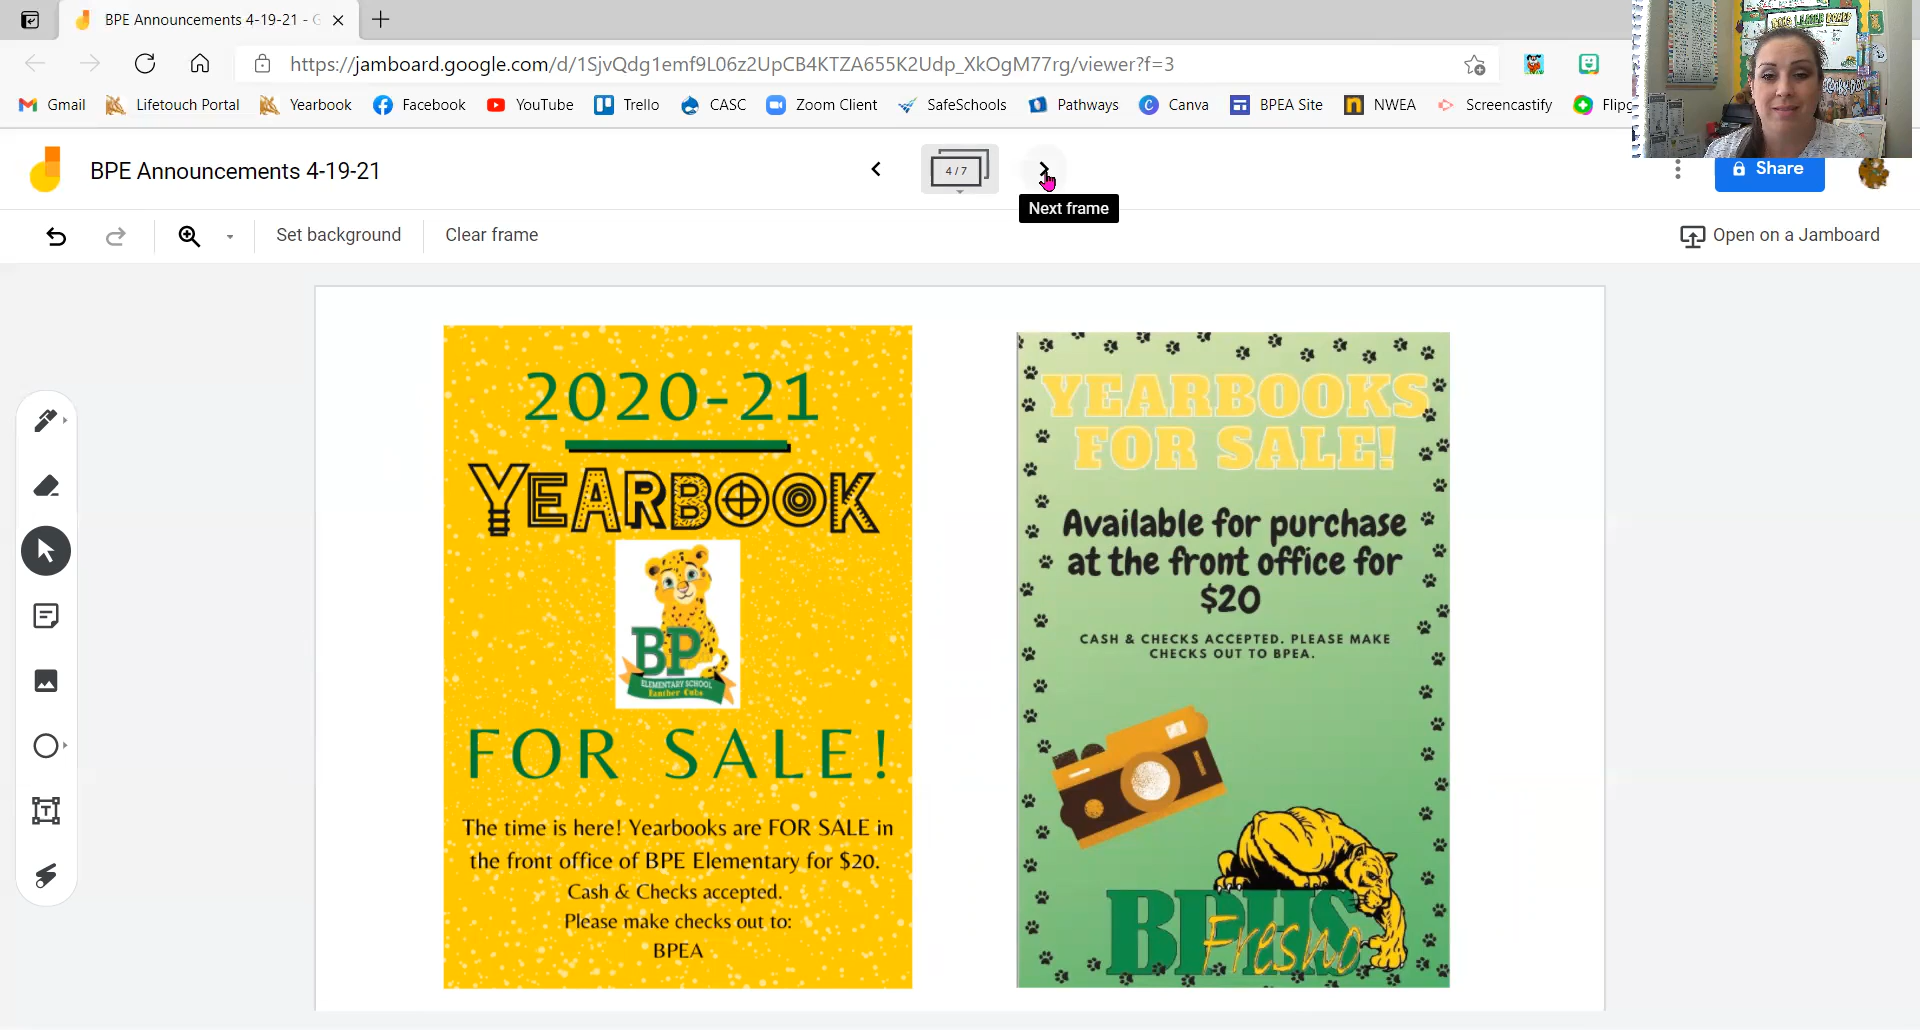 BPE Announcements 4-19-21 - G
https://jamboard.google.com/d/1SjvQdg1emf9L06z2UpCB4KTZA655K2Udp_XkOgM77rg/viewer?f=3
Gmail Lifetouch Portal Yearbook Facebook YouTube Trello CASC Zoom Client SafeSchools Pathways Canva BPEA Site NWEA Screencastify Flipg
BPE Announcements 4-19-21
4 / 7
Share
Next frame
Set background Clear frame
Open on a Jamboard
2020-21
YEARBOOK
BP
ELEMENTARY SCHOOL
Panther Cubs
FOR SALE!
The time is here! Yearbooks are FOR SALE in
the front office of BPE Elementary for $20.
Cash & Checks accepted.
Please make checks out to:
BPEA
YEARBOOKS
FOR SALE!
Available for purchase
at the front office for
$20
CASH & CHECKS ACCEPTED. PLEASE MAKE
CHECKS OUT TO BPEA.
BPHS
Fresno